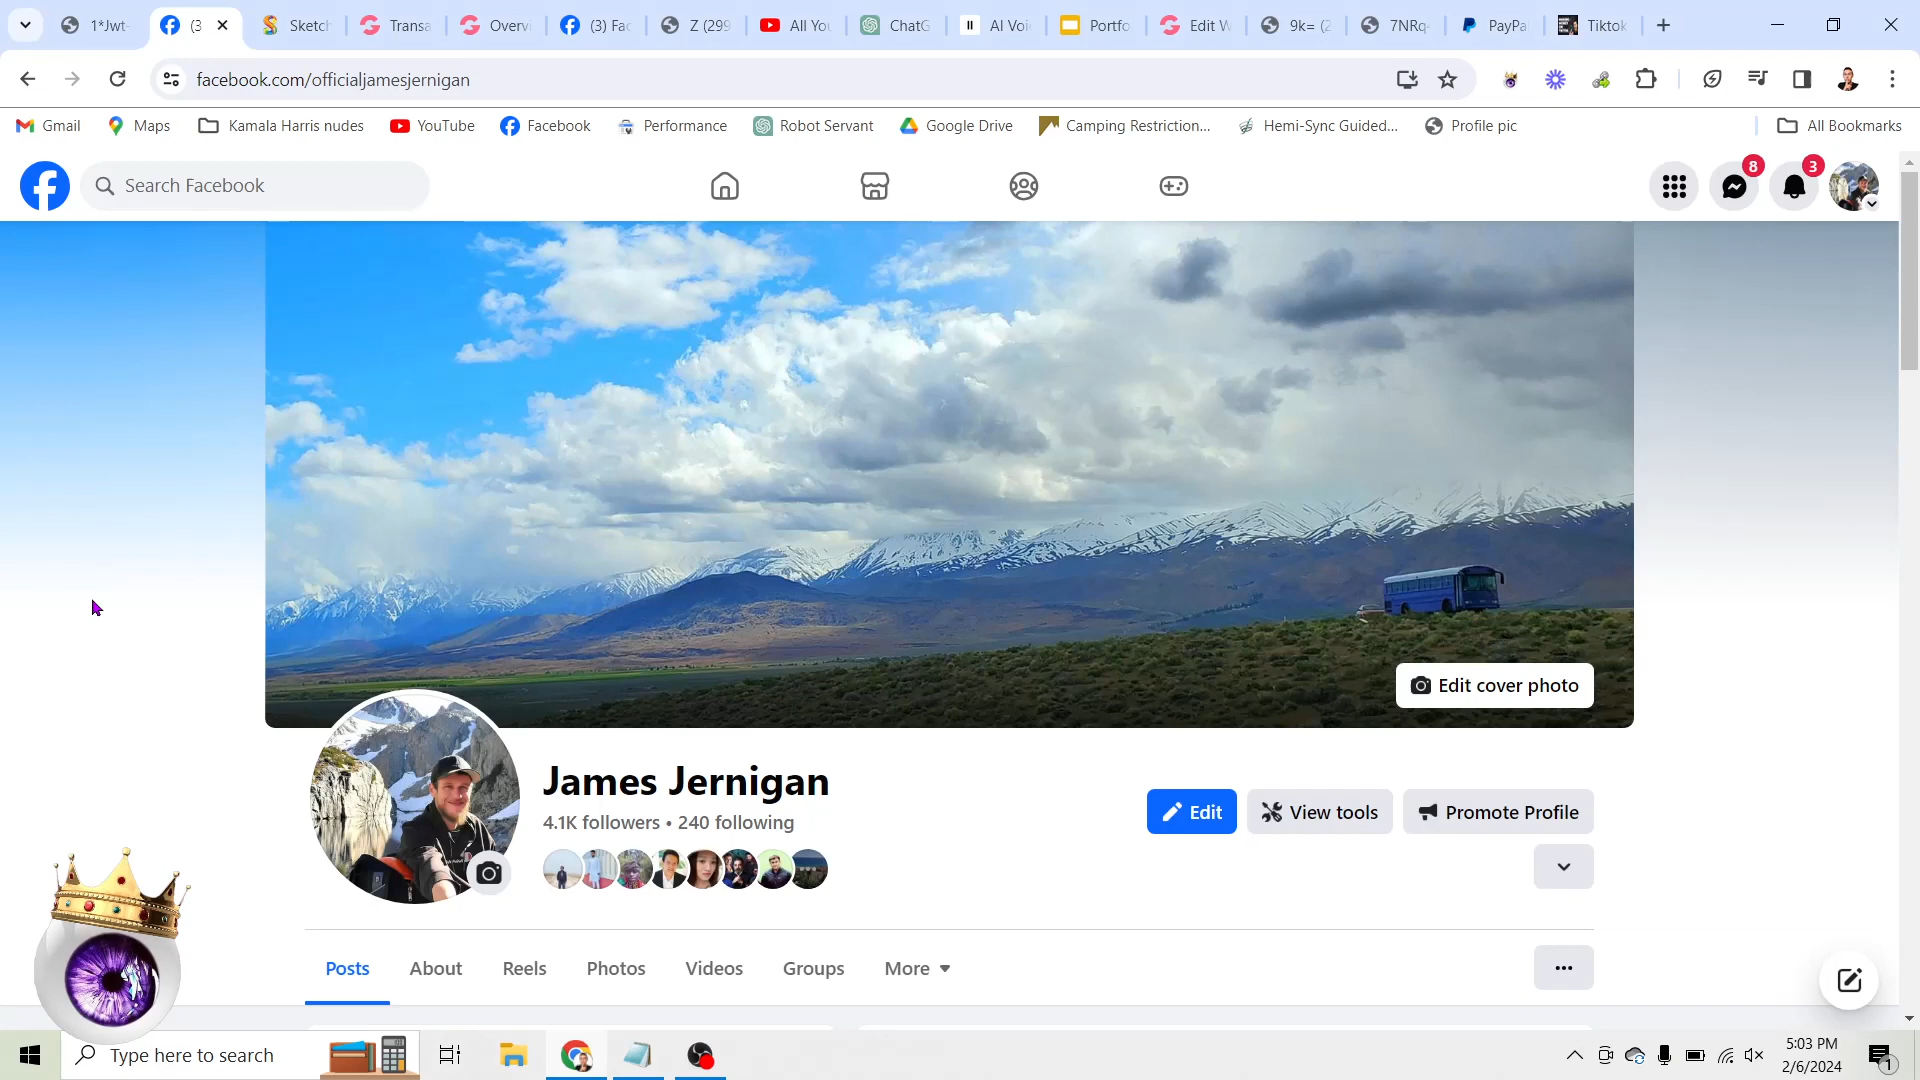 1*Jwt-
(3
Sketch
Transa
Overvi
(3) Fac
Z (299
All You
ChatG
AI Voi
Portfo
Edit W
9k= (2
7NRq
PayPa
Tiktok
facebook.com/officialjamesjernigan
Gmail
Maps
Kamala Harris nudes
YouTube
Facebook
Performance
Robot Servant
Google Drive
Camping Restriction...
Hemi-Sync Guided...
Profile pic
All Bookmarks
Search Facebook
8
3
Edit cover photo
James Jernigan
4.1K followers • 240 following
Edit
View tools
Promote Profile
Posts
About
Reels
Photos
Videos
Groups
More
Type here to search
5:03 PM
2/6/2024
1